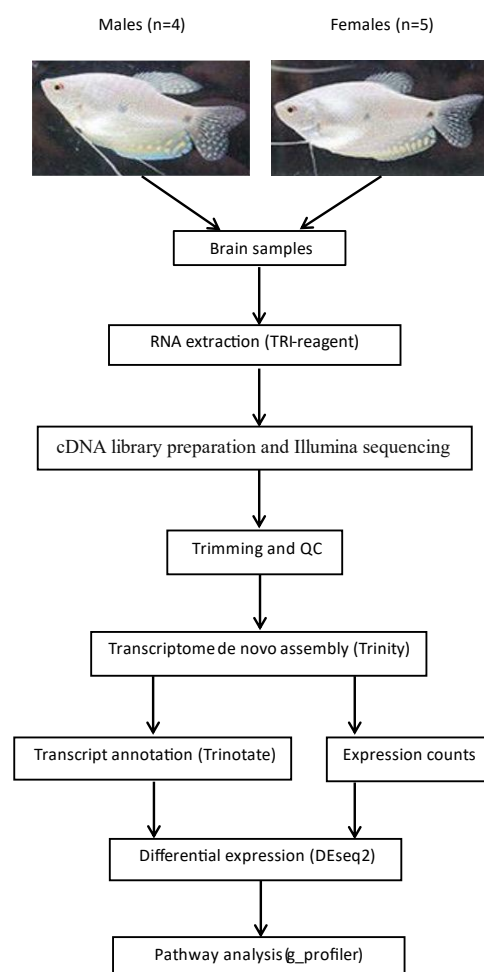 Males (n=4)
Females (n=5)
Brain samples
RNA extraction (TRI-reagent)
cDNA library preparation and Illumina sequencing
Trimming and QC
Transcriptome de novo assembly (Trinity)
Transcript annotation (Trinotate)
Expression counts
Differential expression (DEseq2)
Pathway analysis (g_profiler)